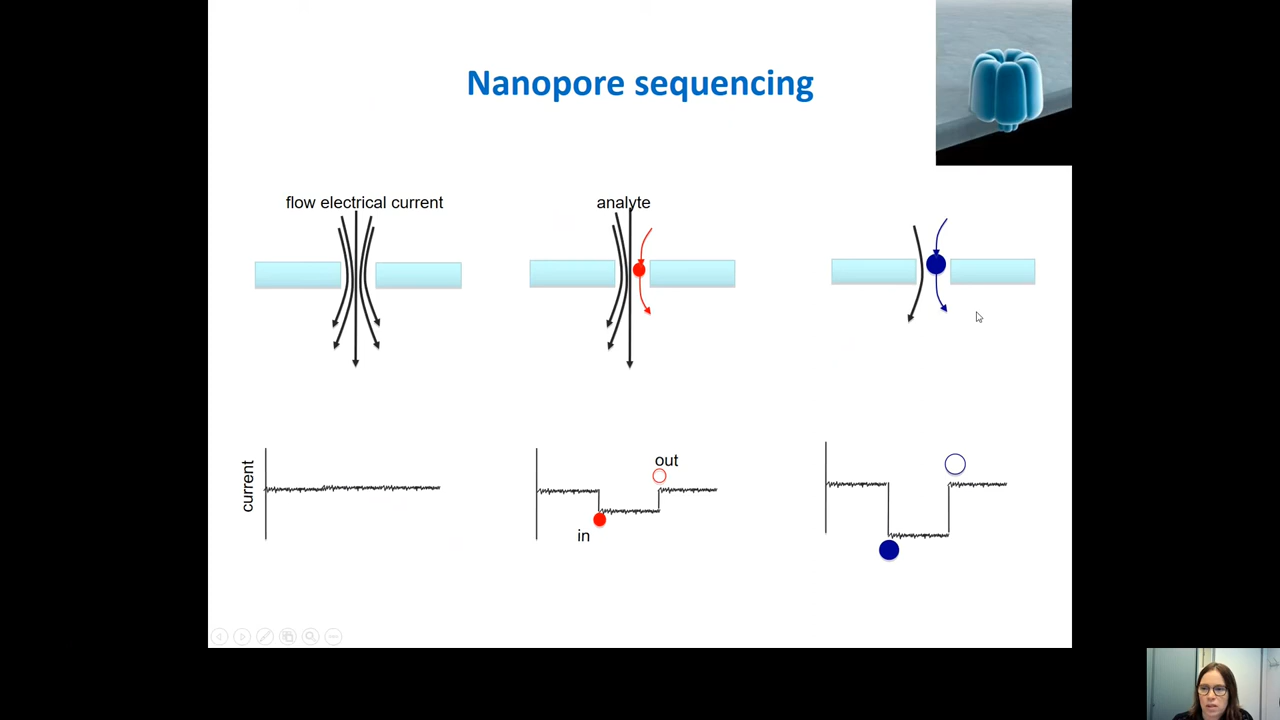 Nanopore sequencing
flow electrical current
analyte
current
out
in